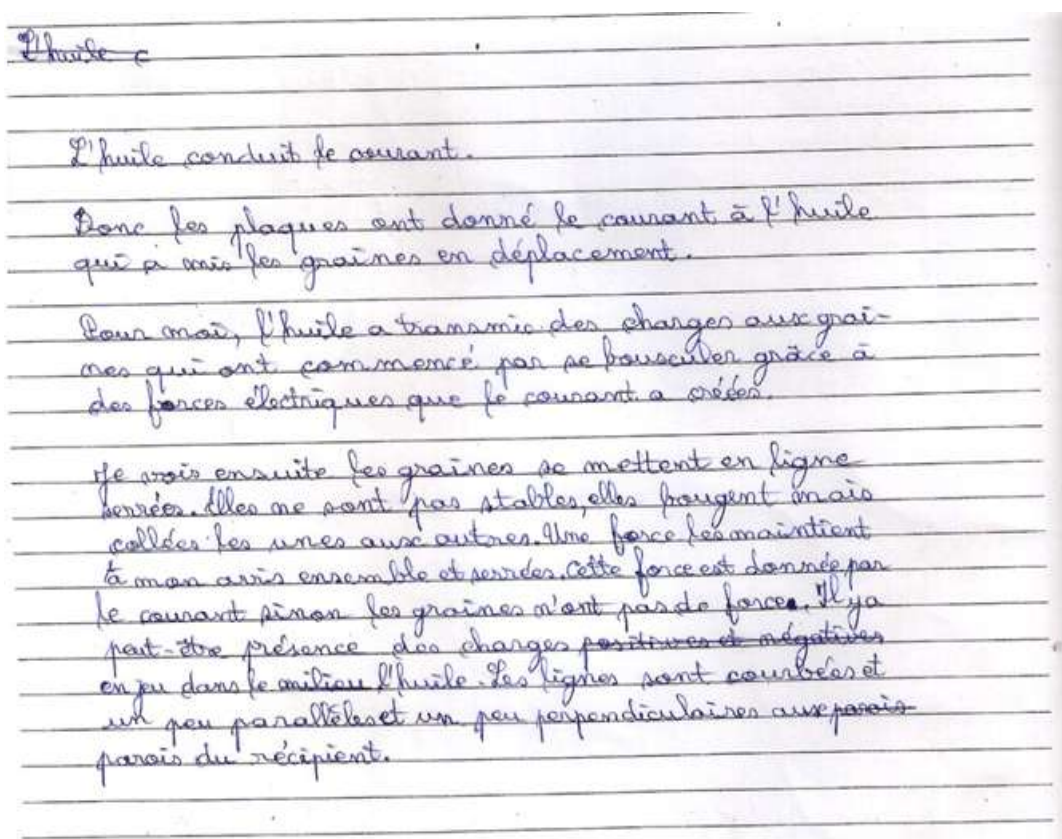 L'huile c
L'huile conduit le courant.
Donc les plaques ont donné le courant à l'huile
qui a mis les graînes en déplacement.
Pour moi, l'huile a transmic des charges aux graî-
nes qui ont commencé par se bousculer grâce à
des forces électriques que le courant a créées.
Je vois ensuite les graînes se mettent en ligne
serrées. Elles ne sont pas stables, elles bougent mais
collées les unes aux autres. Une force les maintient
à mon avis ensemble et serrées. Cette force est donnée par
le courant sinon les graînes n'ont pas de force. Il ya
peut-être présence des charges positives et négatives
en jeu dans le milieu l'huile. Les lignes sont courbées et
un peu parallèles et un peu perpendiculaires aux parois
parois du récipient.